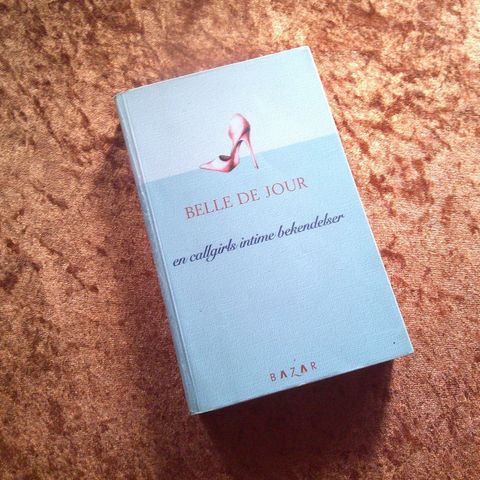 BELLE DE JOUR
en callgirls intime bekendelser
BAZAR